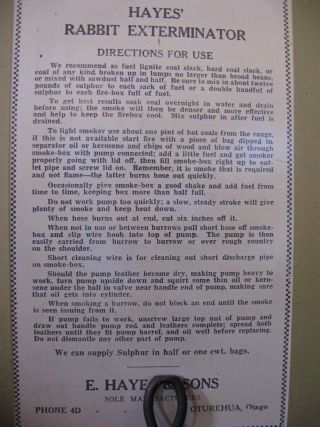 HAYES'
RABBIT EXTERMINATOR
DIRECTIONS FOR USE
We recommend as fuel lignite coal slack, hard coal slack, or
coal of any kind broken up in lumps no larger than broad beans,
or mixed with sawdust half and half. Be sure to mix in about twelve
pounds of sulphur to each sack of fuel or a double handful of
sulphur to each fire-box full of fuel.
To get best results soak coal overnight in water and drain
before using; the smoke will then be denser and more effective
and help to keep the firebox cool. Mix sulphur in after fuel is
drained.
To light smoker use about one pint of hot coals from the range,
if this is not available start fire with a piece of bag dipped in
separator oil or kerosene and chips of wood and blow air through
smoke-box with pump connected; add a little fuel and get smoker
properly going with lid off, then fill smoke-box right up to out-
let pipe and screw lid on. Remember, it is smoke that is required
and not flame—the latter burns hose out quickly.
Occasionally give smoke-box a good shake and add fuel from
time to time, keeping box more than half full.
Do not work pump too quickly; a slow, steady stroke will give
plenty of smoke and keep heat down.
When hose burns out at end, cut six inches off it.
When not in use or between burrows pull short hose off smoke-
box and slip wire hook into top of pump. The pump is then
easily carried from burrow to burrow or over rough country
on the shoulder.
Short cleaning wire is for cleaning out short discharge pipe
on smoke-box.
Should the pump leather become dry, making pump heavy to
work, turn pump upside down and squirt some thin oil or kero-
sene under the ball in valve near handle end of pump, making sure
that oil gets into cylinder.
When smoking a burrow, do not block an end until the smoke
is seen issuing from it.
If pump fails to work, unscrew large top nut of pump and
draw out handle pump rod and leathers complete; spread both
leathers until they fit pump barrel, and oil well before replacing.
Do not dismantle any other part of pump.
We can supply Sulphur in half or one cwt. bags.
E. HAYES & SONS
SOLE MANUFACTURERS
PHONE 4D OTUREHUA, Otago